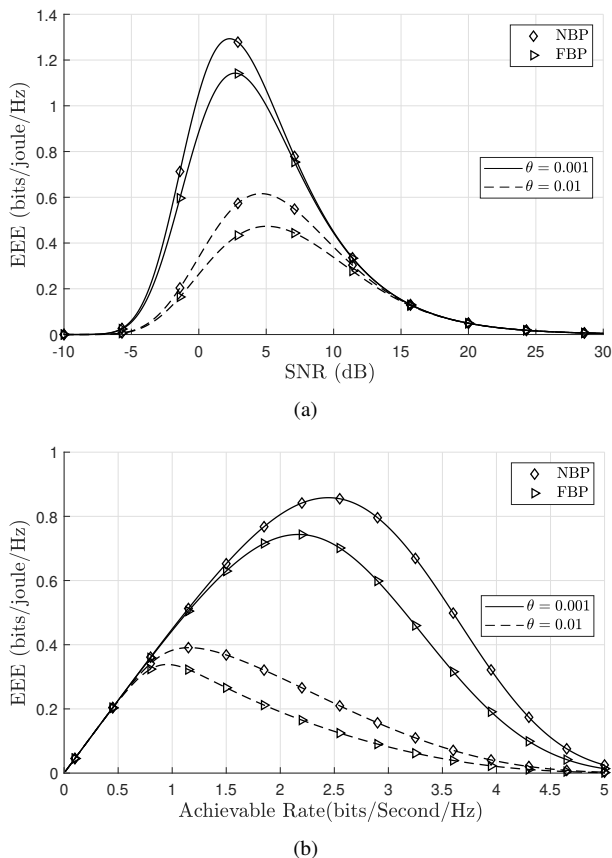 1.4
1.2
1
0.8
0.6
0.4
0.2
0
EEE (bits/joule/Hz)
NBP
FBP
θ = 0.001
θ = 0.01
-10 -5 0 5 10 15 20 25 30
SNR (dB)
(a)
1
0.8
0.6
0.4
0.2
0
EEE (bits/joule/Hz)
NBP
FBP
θ = 0.001
θ = 0.01
0 0.5 1 1.5 2 2.5 3 3.5 4 4.5 5
Achievable Rate(bits/Second/Hz)
(b)